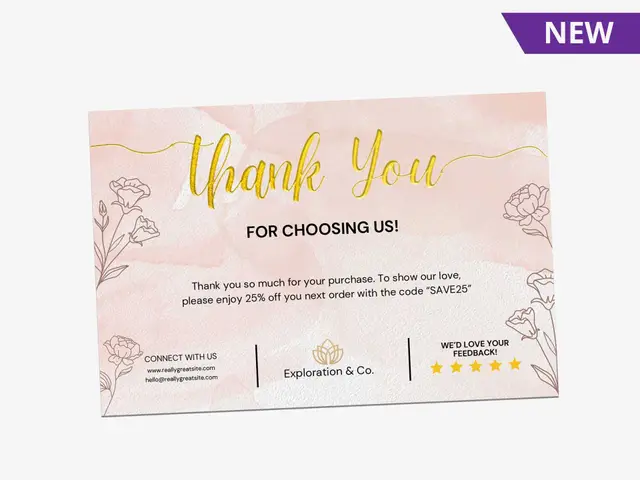 NEW
Thank You
FOR CHOOSING US!
Thank you so much for your purchase. To show our love,
please enjoy 25% off you next order with the code “SAVE25”
CONNECT WITH US
www.reallygreatsite.com
hello@reallygreatsite.com
Exploration & Co.
WE’D LOVE YOUR
FEEDBACK!